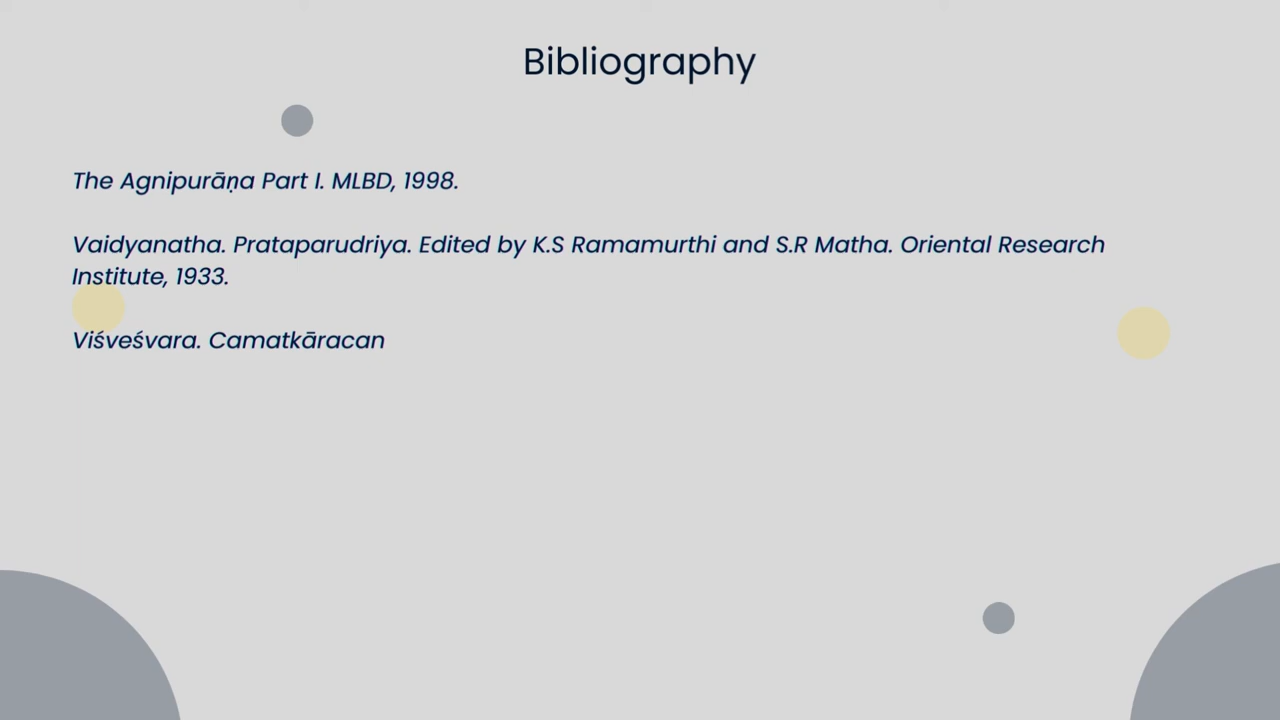 Bibliography
The Agnipurāṇa Part I. MLBD, 1998.
Vaidyanatha. Prataparudriya. Edited by K.S Ramamurthi and S.R Matha. Oriental Research
Institute, 1933.
Viśveśvara. Camatkāracan